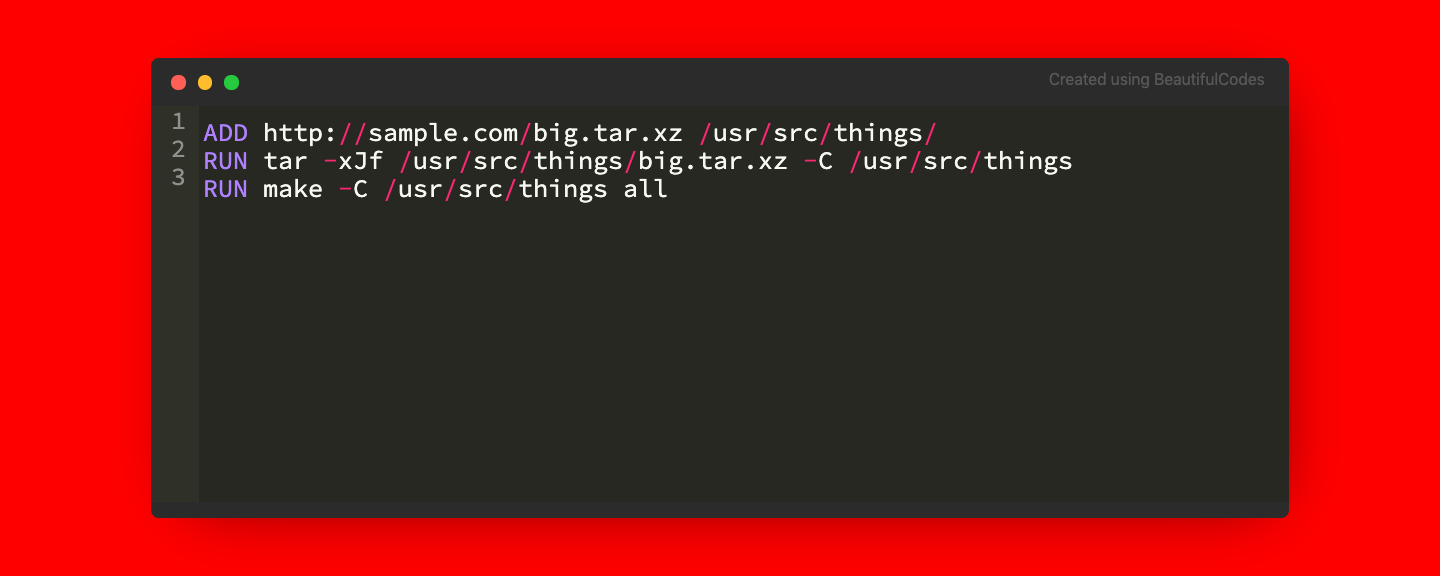 Created using BeautifulCodes
1 ADD http://sample.com/big.tar.xz /usr/src/things/
2 RUN tar -xJf /usr/src/things/big.tar.xz -C /usr/src/things
3 RUN make -C /usr/src/things all